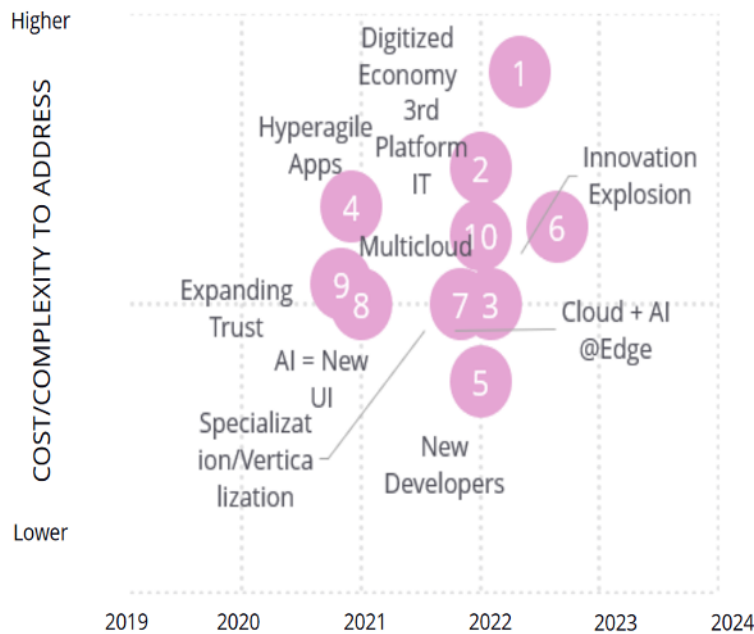 Higher
Digitized
Economy
1
3rd
Platform
IT
2
Hyperagile
Apps
4
Innovation
Explosion
6
10
Multicloud
COST/COMPLEXITY TO ADDRESS
9
8
Expanding
Trust
7
3
Cloud + AI
@Edge
AI = New
UI
5
Specializat
ion/Vertica
lization
New
Developers
Lower
2019
2020
2021
2022
2023
2024